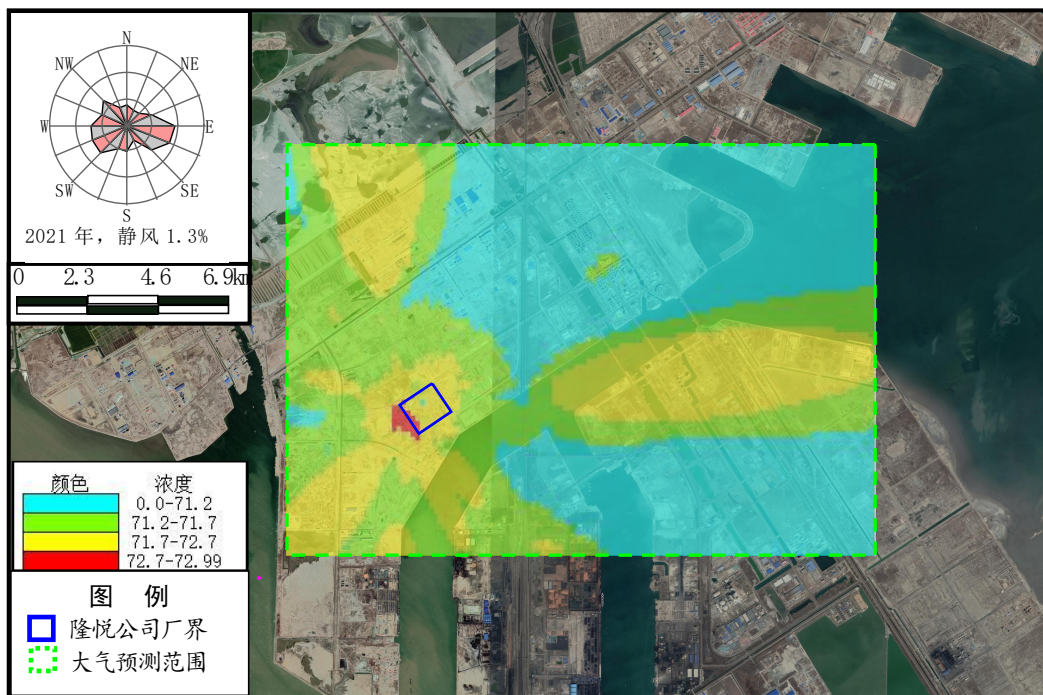 N
NW
NE
W
E
SW
SE
S
2021 年，静风 1.3%
0 2.3 4.6 6.9km
颜色 浓度
0.0-71.2
71.2-71.7
71.7-72.7
72.7-72.99
图 例
隆悦公司厂界
大气预测范围